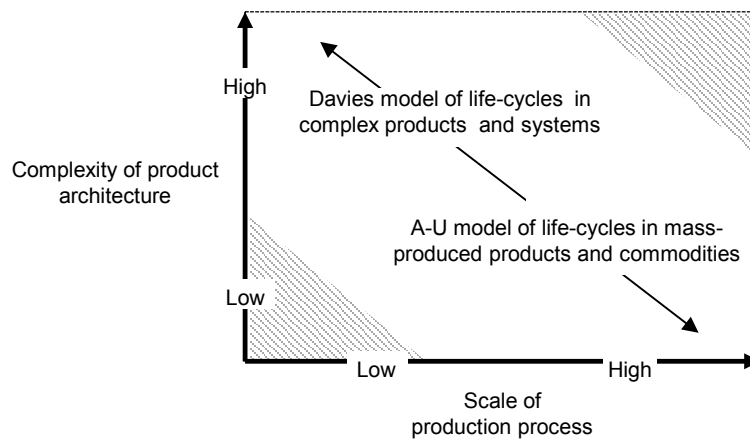 High
Davies model of life-cycles in
complex products and systems
Complexity of product
architecture
A-U model of life-cycles in mass-
produced products and commodities
Low
Low
High
Scale of
production process